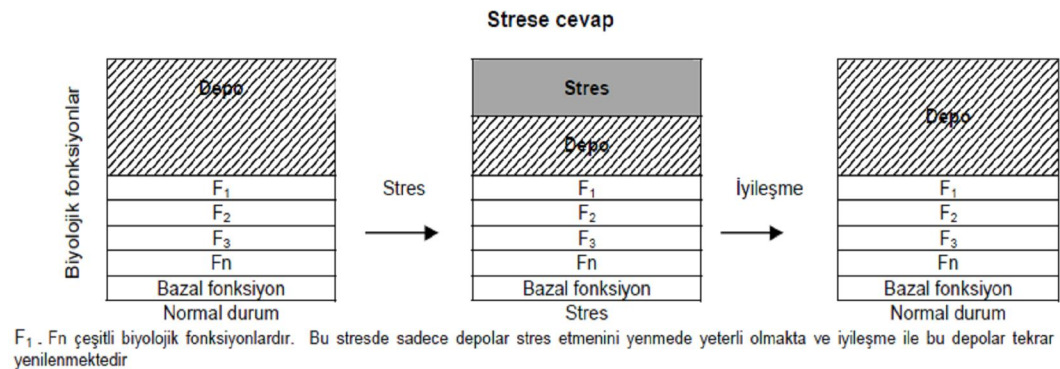 Strese cevap
Biyolojik fonksiyonlar
Depo
F₁
F₂
F₃
Fn
Bazal fonksiyon
Normal durum
Stres
Stres
Depo
F₁
F₂
F₃
Fn
Bazal fonksiyon
Stres
İyileşme
Depo
F₁
F₂
F₃
Fn
Bazal fonksiyon
Normal durum
F₁ . Fn çeşitli biyolojik fonksiyonlardır. Bu stresde sadece depolar stres etmenini yenmede yeterli olmakta ve iyileşme ile bu depolar tekrar
yenilenmektedir